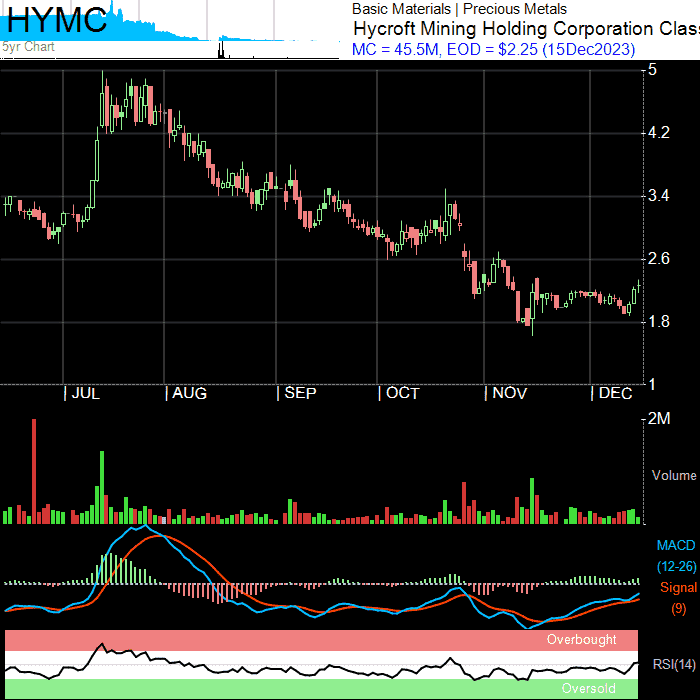 HYMC
5yr Chart
Basic Materials | Precious Metals
Hycroft Mining Holding Corporation Clas
MC = 45.5M, EOD = $2.25 (15Dec2023)
5
4.2
3.4
2.6
1.8
1
| JUL | AUG | SEP | OCT | NOV | DEC
2M
Volume
MACD
(12-26)
Signal
(9)
Overbought
RSI(14)
Oversold